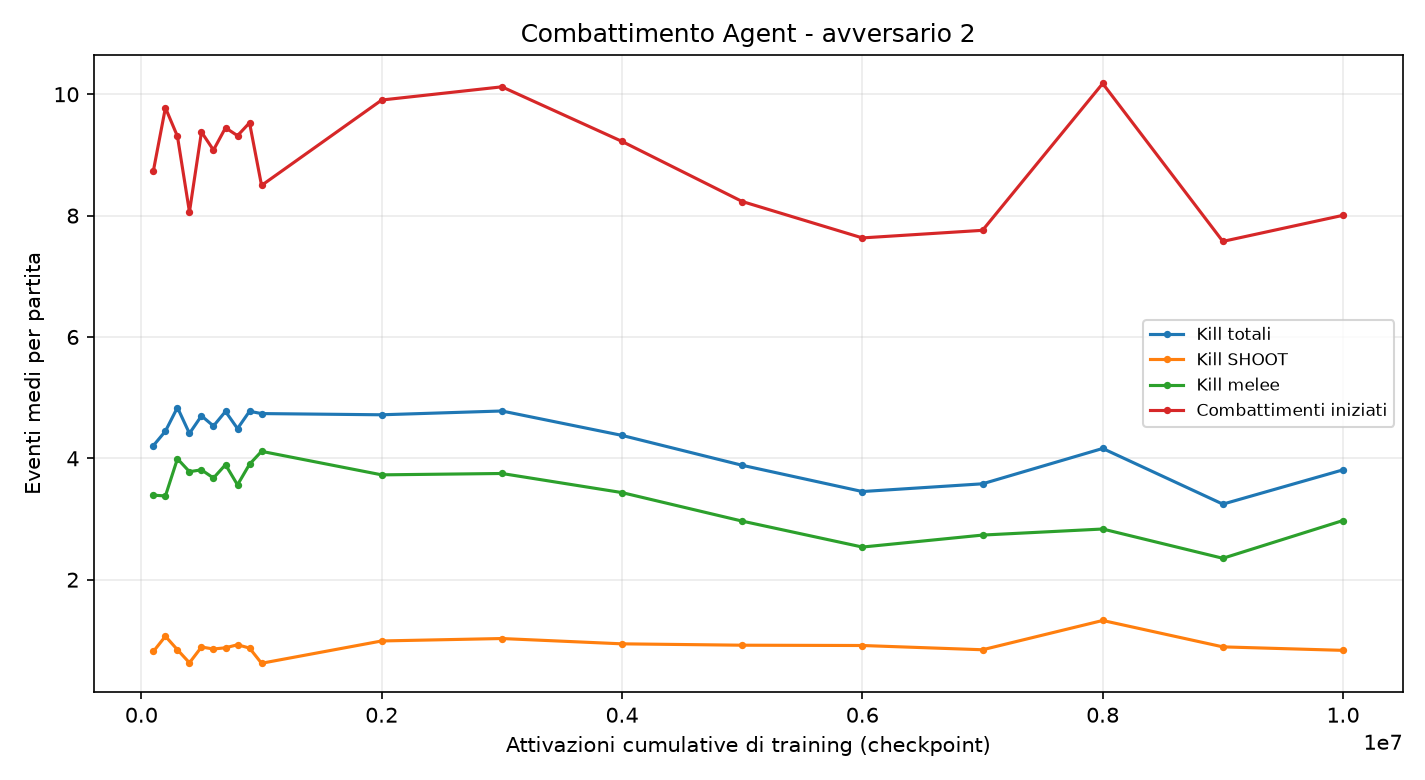 Combattimento Agent - avversario 2
Eventi medi per partita
10
8
6
4
2
Kill totali
Kill SHOOT
Kill melee
Combattimenti iniziati
0.0
0.2
0.4
0.6
0.8
1.0
1e7
Attivazioni cumulative di training (checkpoint)